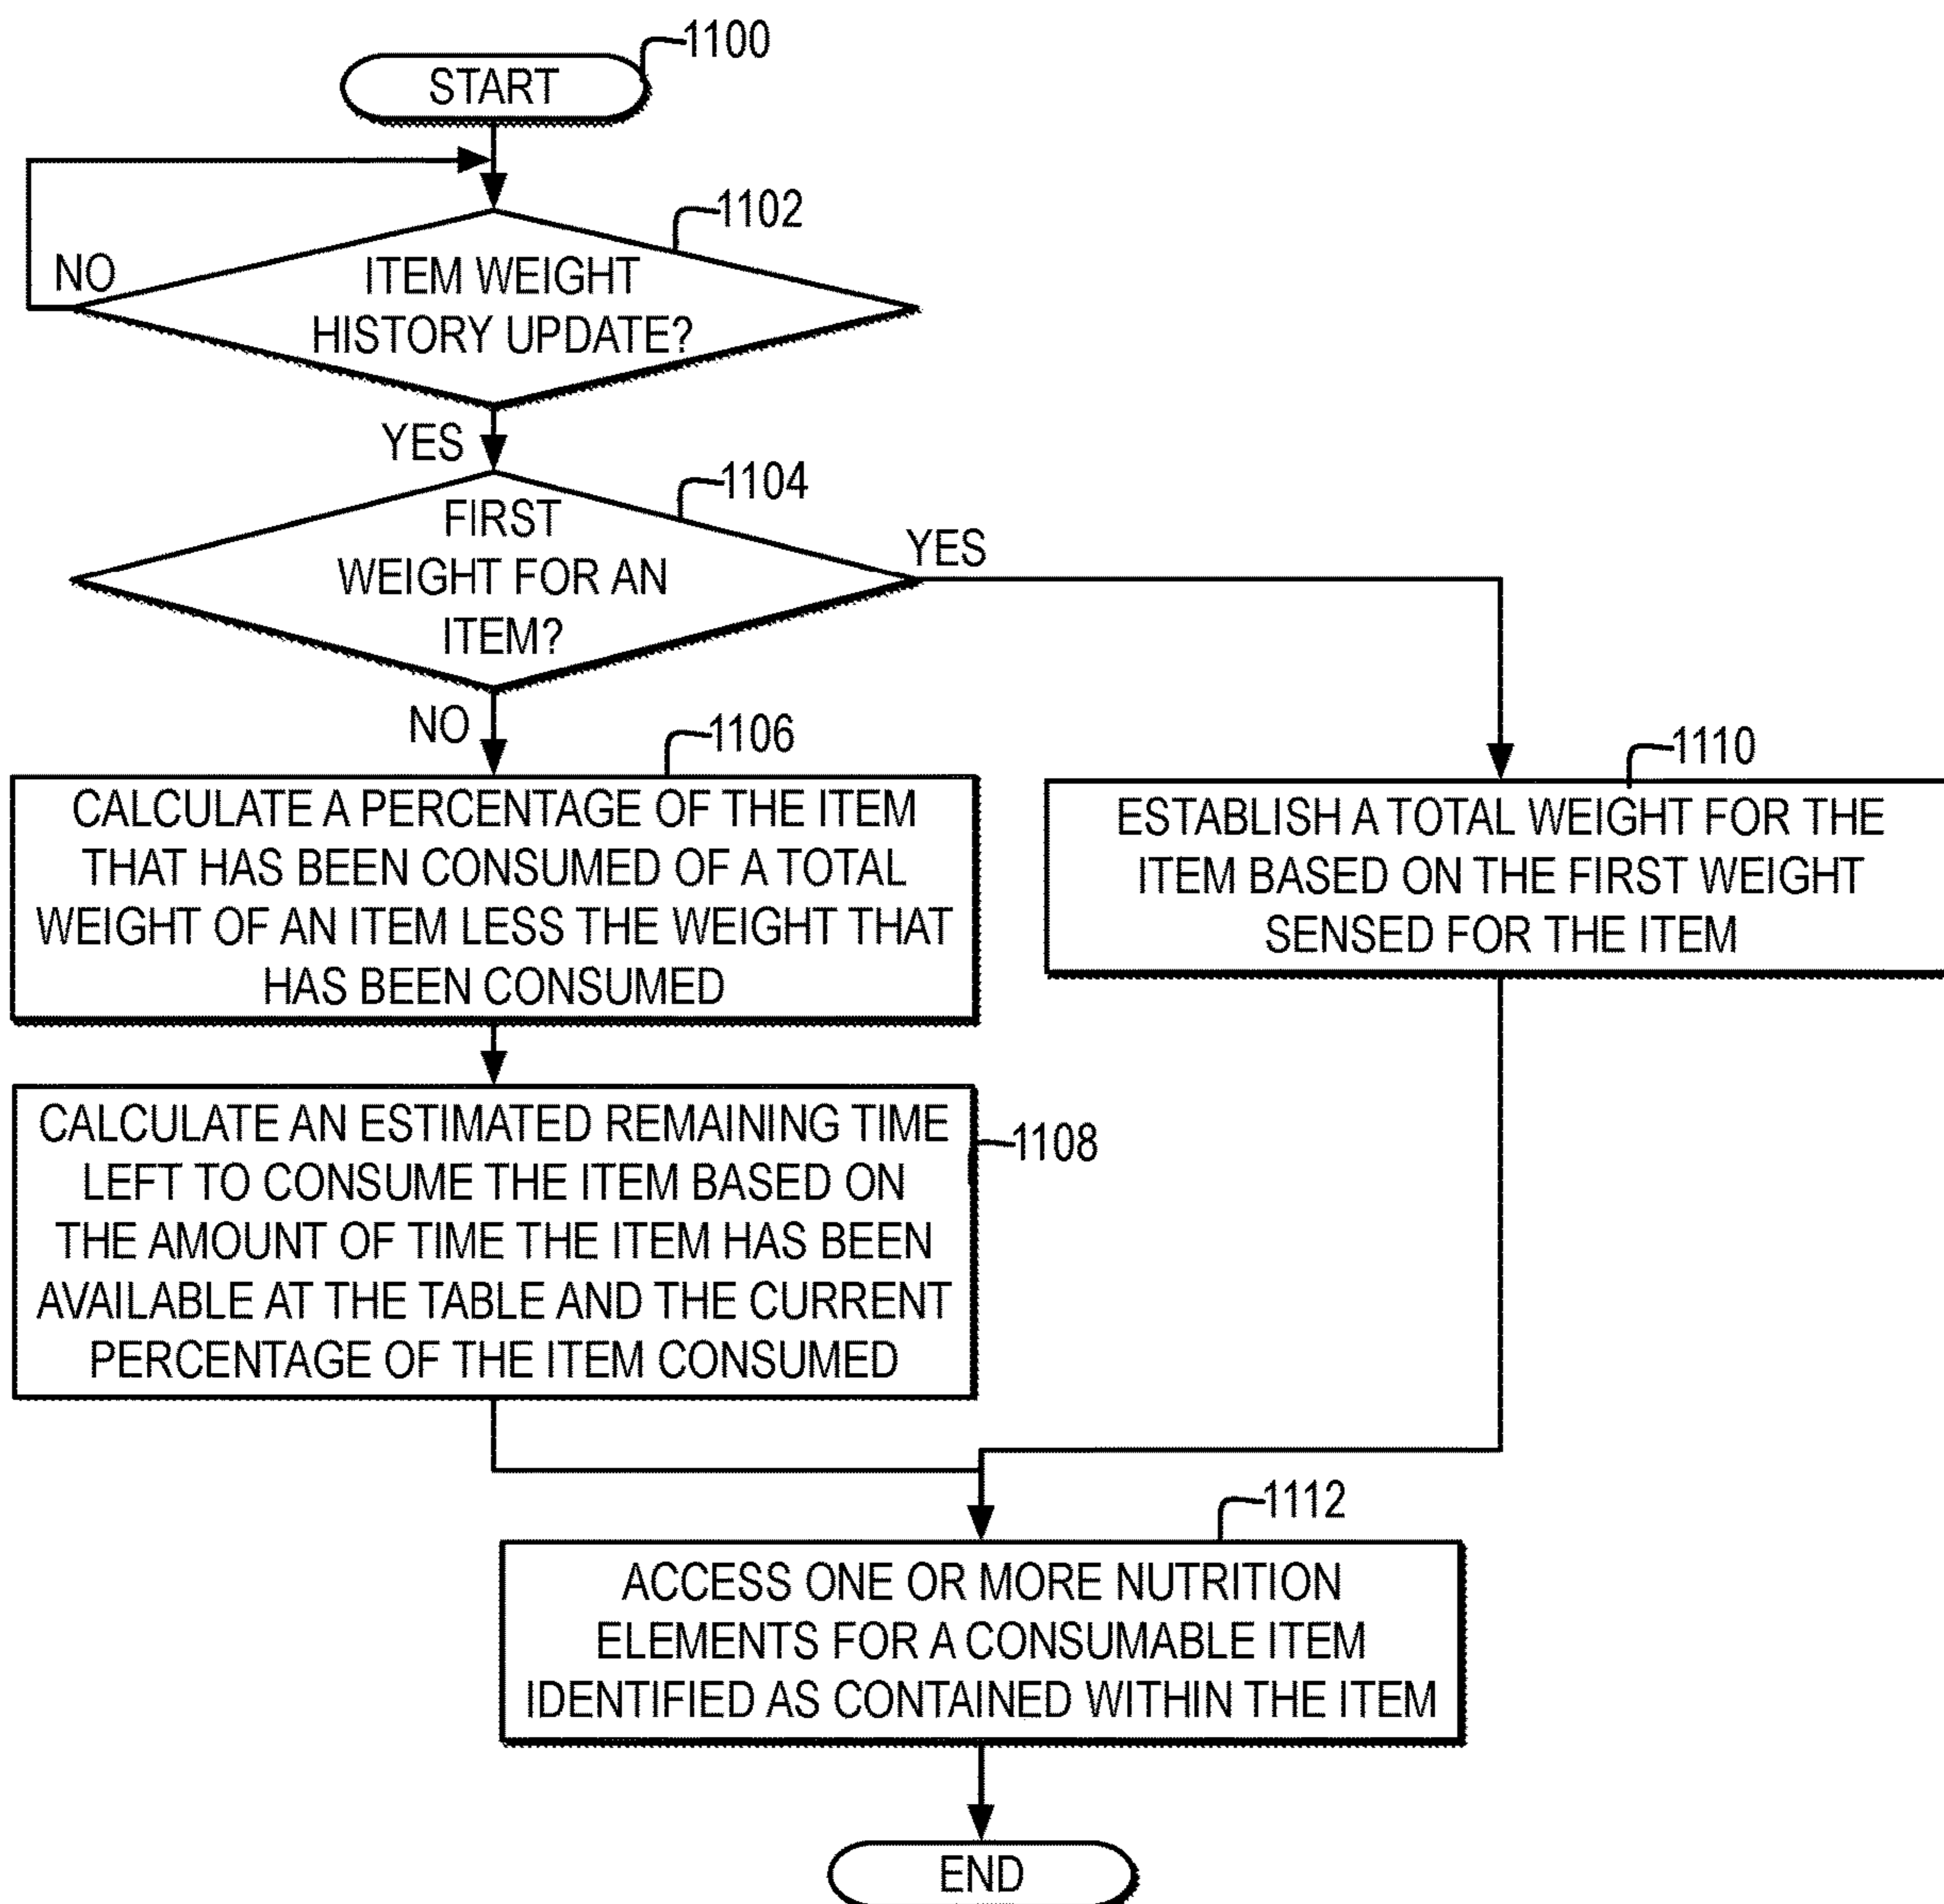 1100
START
1102
NO
ITEM WEIGHT
HISTORY UPDATE?
YES
1104
FIRST
WEIGHT FOR AN
ITEM?
YES
NO
1106
CALCULATE A PERCENTAGE OF THE ITEM
THAT HAS BEEN CONSUMED OF A TOTAL
WEIGHT OF AN ITEM LESS THE WEIGHT THAT
HAS BEEN CONSUMED
1110
ESTABLISH A TOTAL WEIGHT FOR THE
ITEM BASED ON THE FIRST WEIGHT
SENSED FOR THE ITEM
CALCULATE AN ESTIMATED REMAINING TIME
LEFT TO CONSUME THE ITEM BASED ON
THE AMOUNT OF TIME THE ITEM HAS BEEN
AVAILABLE AT THE TABLE AND THE CURRENT
PERCENTAGE OF THE ITEM CONSUMED
1108
1112
ACCESS ONE OR MORE NUTRITION
ELEMENTS FOR A CONSUMABLE ITEM
IDENTIFIED AS CONTAINED WITHIN THE ITEM
END